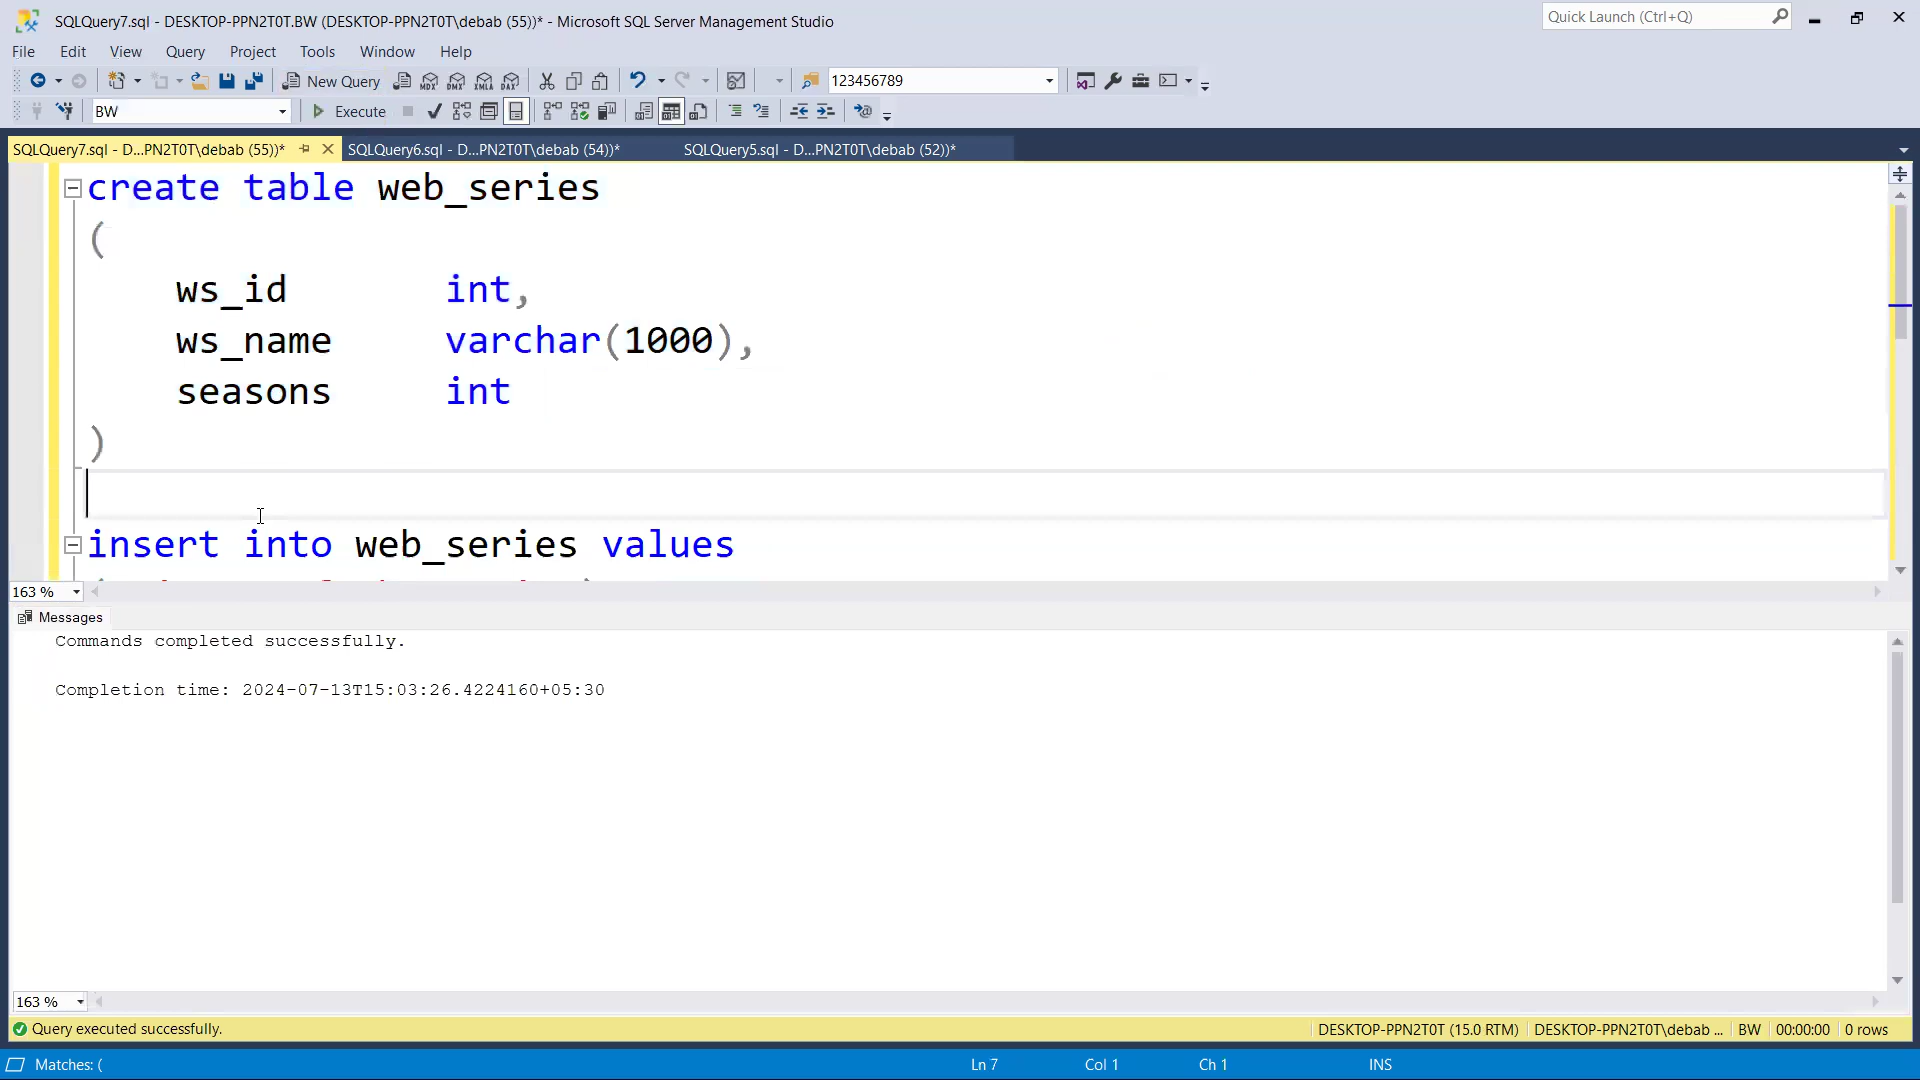 SQLQuery7.sql - DESKTOP-PPN2T0T.BW (DESKTOP-PPN2T0T\debab (55))* - Microsoft SQL Server Management Studio
Quick Launch (Ctrl+Q)
File Edit View Query Project Tools Window Help
New Query MDX DMX XMLA DAX 123456789
BW Execute
SQLQuery7.sql - D...PN2T0T\debab (55))* SQLQuery6.sql - D...PN2T0T\debab (54))* SQLQuery5.sql - D...PN2T0T\debab (52))*
create table web_series
(
ws_id int,
ws_name varchar(1000),
seasons int
)
insert into web_series values
163 %
Messages
Commands completed successfully.
Completion time: 2024-07-13T15:03:26.4224160+05:30
163 %
Query executed successfully. DESKTOP-PPN2T0T (15.0 RTM) DESKTOP-PPN2T0T\debab ... BW 00:00:00 0 rows
Matches: ( Ln 7 Col 1 Ch 1 INS